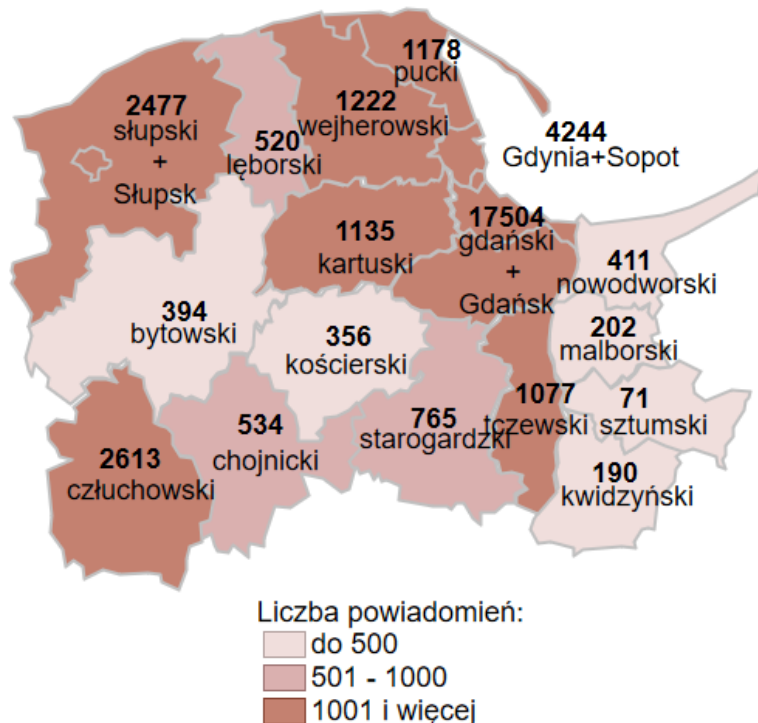 1178
pucki
2477
słupski
+
Słupsk
1222
wejherowski
520
lęborski
4244
Gdynia+Sopot
17504
gdański
+
Gdańsk
1135
kartuski
411
nowodworski
394
bytowski
356
kościerski
202
malborski
1077
tczewski
71
sztumski
765
starogardzki
534
chojnicki
2613
człuchowski
190
kwidzyński
Liczba powiadomień:
do 500
501 - 1000
1001 i więcej